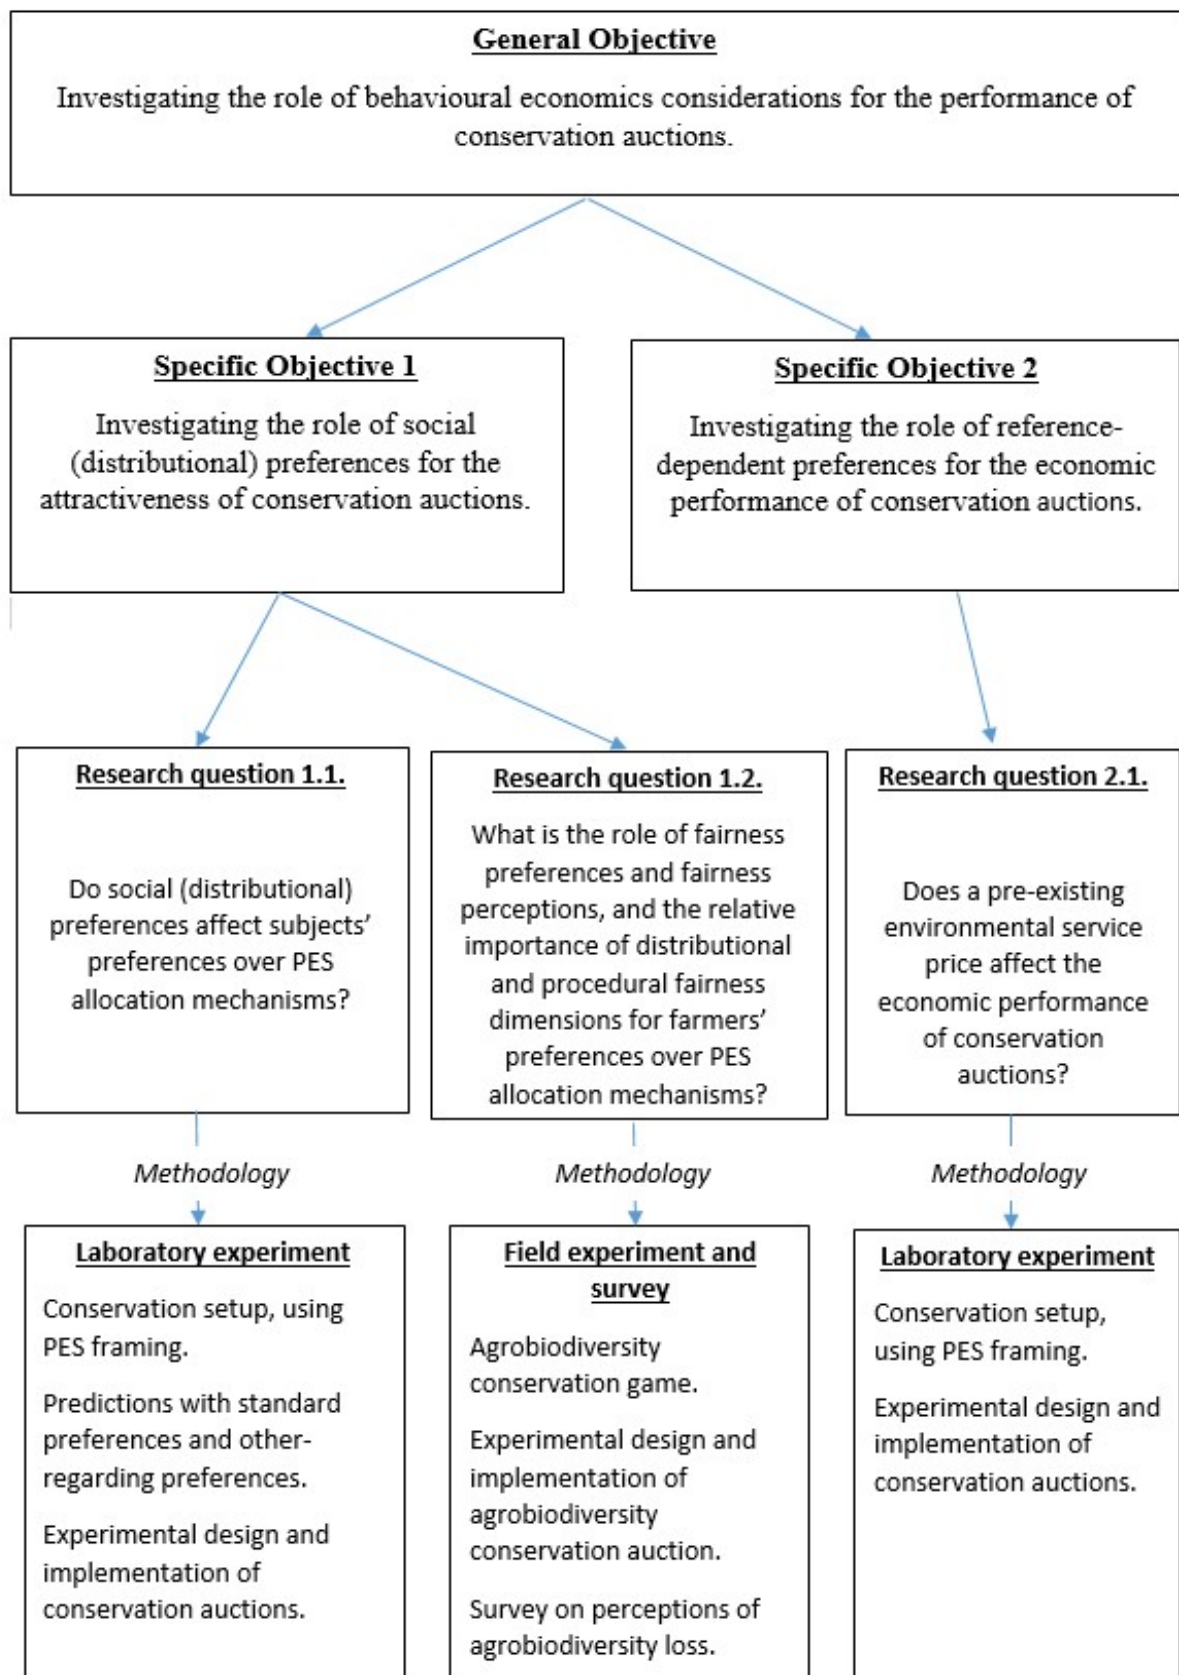 General Objective
Investigating the role of behavioural economics considerations for the performance of
conservation auctions.
Specific Objective 1
Investigating the role of social
(distributional) preferences for the
attractiveness of conservation auctions.
Specific Objective 2
Investigating the role of reference-
dependent preferences for the economic
performance of conservation auctions.
Research question 1.1.
Do social (distributional)
preferences affect subjects’
preferences over PES
allocation mechanisms?
Research question 1.2.
What is the role of fairness
preferences and fairness
perceptions, and the relative
importance of distributional
and procedural fairness
dimensions for farmers’
preferences over PES
allocation mechanisms?
Research question 2.1.
Does a pre-existing
environmental service
price affect the
economic performance
of conservation
auctions?
Methodology
Methodology
Methodology
Laboratory experiment
Conservation setup, using
PES framing.
Predictions with standard
preferences and other-
regarding preferences.
Experimental design and
implementation of
conservation auctions.
Field experiment and
survey
Agrobiodiversity
conservation game.
Experimental design and
implementation of
agrobiodiversity
conservation auction.
Survey on perceptions of
agrobiodiversity loss.
Laboratory experiment
Conservation setup,
using PES framing.
Experimental design and
implementation of
conservation auctions.